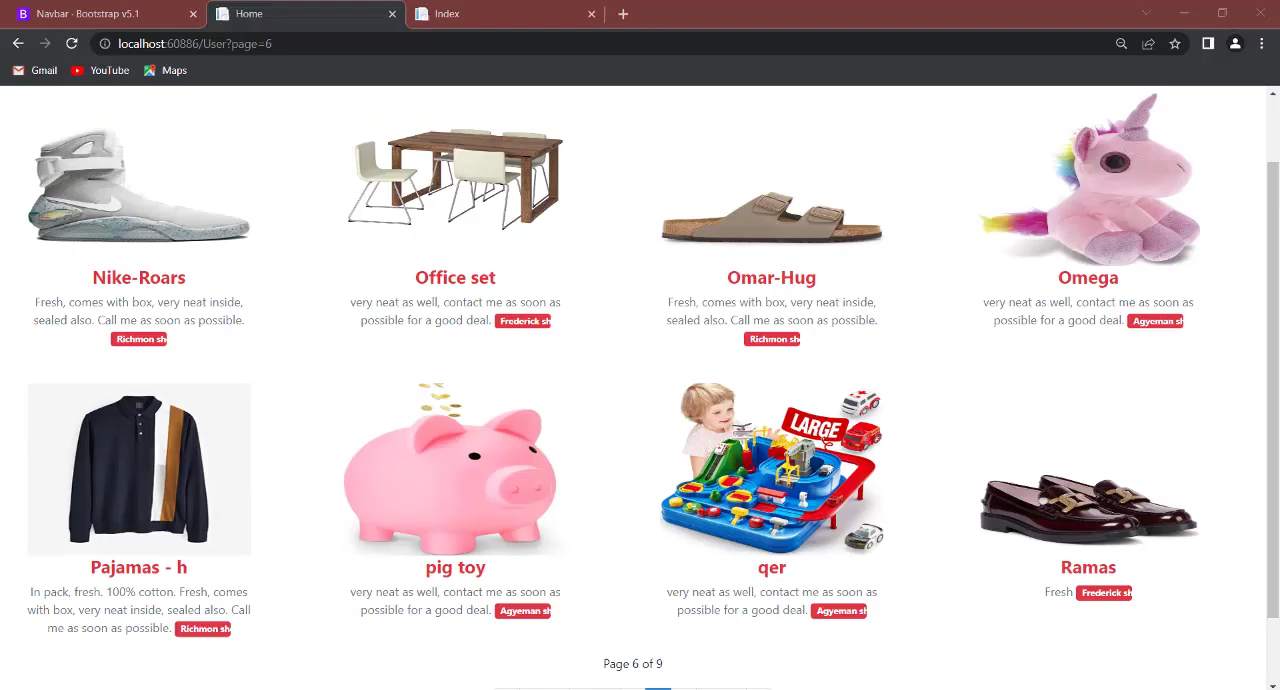 Navbar · Bootstrap v5.1
Home
Index
localhost:60886/User?page=6
Gmail
YouTube
Maps
Nike-Roars
Fresh, comes with box, very neat inside,
sealed also. Call me as soon as possible.
Richmon sh
Office set
very neat as well, contact me as soon as
possible for a good deal. Frederick sh
Omar-Hug
Fresh, comes with box, very neat inside,
sealed also. Call me as soon as possible.
Richmon sh
Omega
very neat as well, contact me as soon as
possible for a good deal. Agyeman sh
Pajamas - h
In pack, fresh. 100% cotton. Fresh, comes
with box, very neat inside, sealed also. Call
me as soon as possible. Richmon sh
pig toy
very neat as well, contact me as soon as
possible for a good deal. Agyeman sh
LARGE
qer
very neat as well, contact me as soon as
possible for a good deal. Agyeman sh
Ramas
Fresh Frederick sh
Page 6 of 9